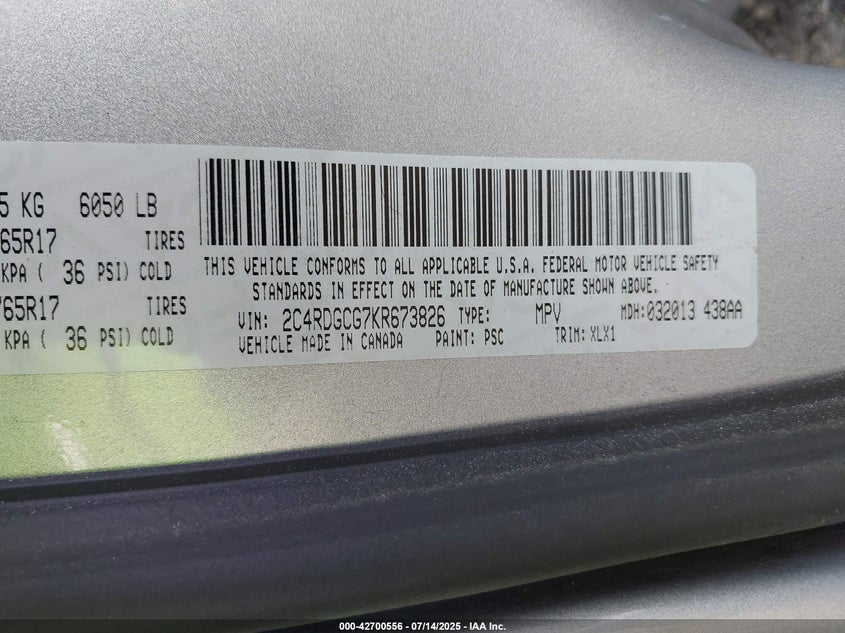 5 KG 6050 LB
65R17 TIRES
KPA ( 36 PSI) COLD
65R17 TIRES
KPA ( 36 PSI) COLD
THIS VEHICLE CONFORMS TO ALL APPLICABLE U.S.A. FEDERAL MOTOR VEHICLE SAFETY
STANDARDS IN EFFECT ON THE DATE OF MANUFACTURE SHOWN ABOVE.
VIN: 2C4RDGCG7KR673826 TYPE: MPV MDH: 032013 438AA
VEHICLE MADE IN CANADA PAINT: PSC TRIM: XLX1
000-42700556 - 07/14/2025 - IAA Inc.